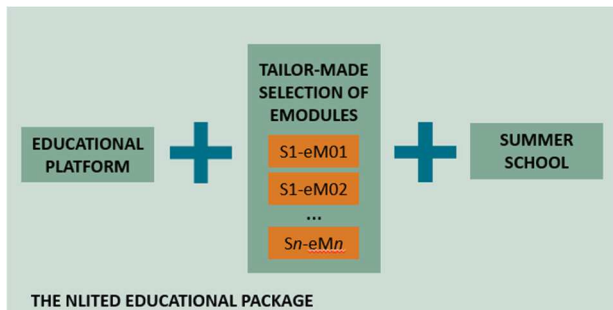 EDUCATIONAL
PLATFORM
TAILOR-MADE
SELECTION OF
EMODULES
S1-eM01
S1-eM02
...
Sn-eMn
SUMMER
SCHOOL
THE NLITED EDUCATIONAL PACKAGE